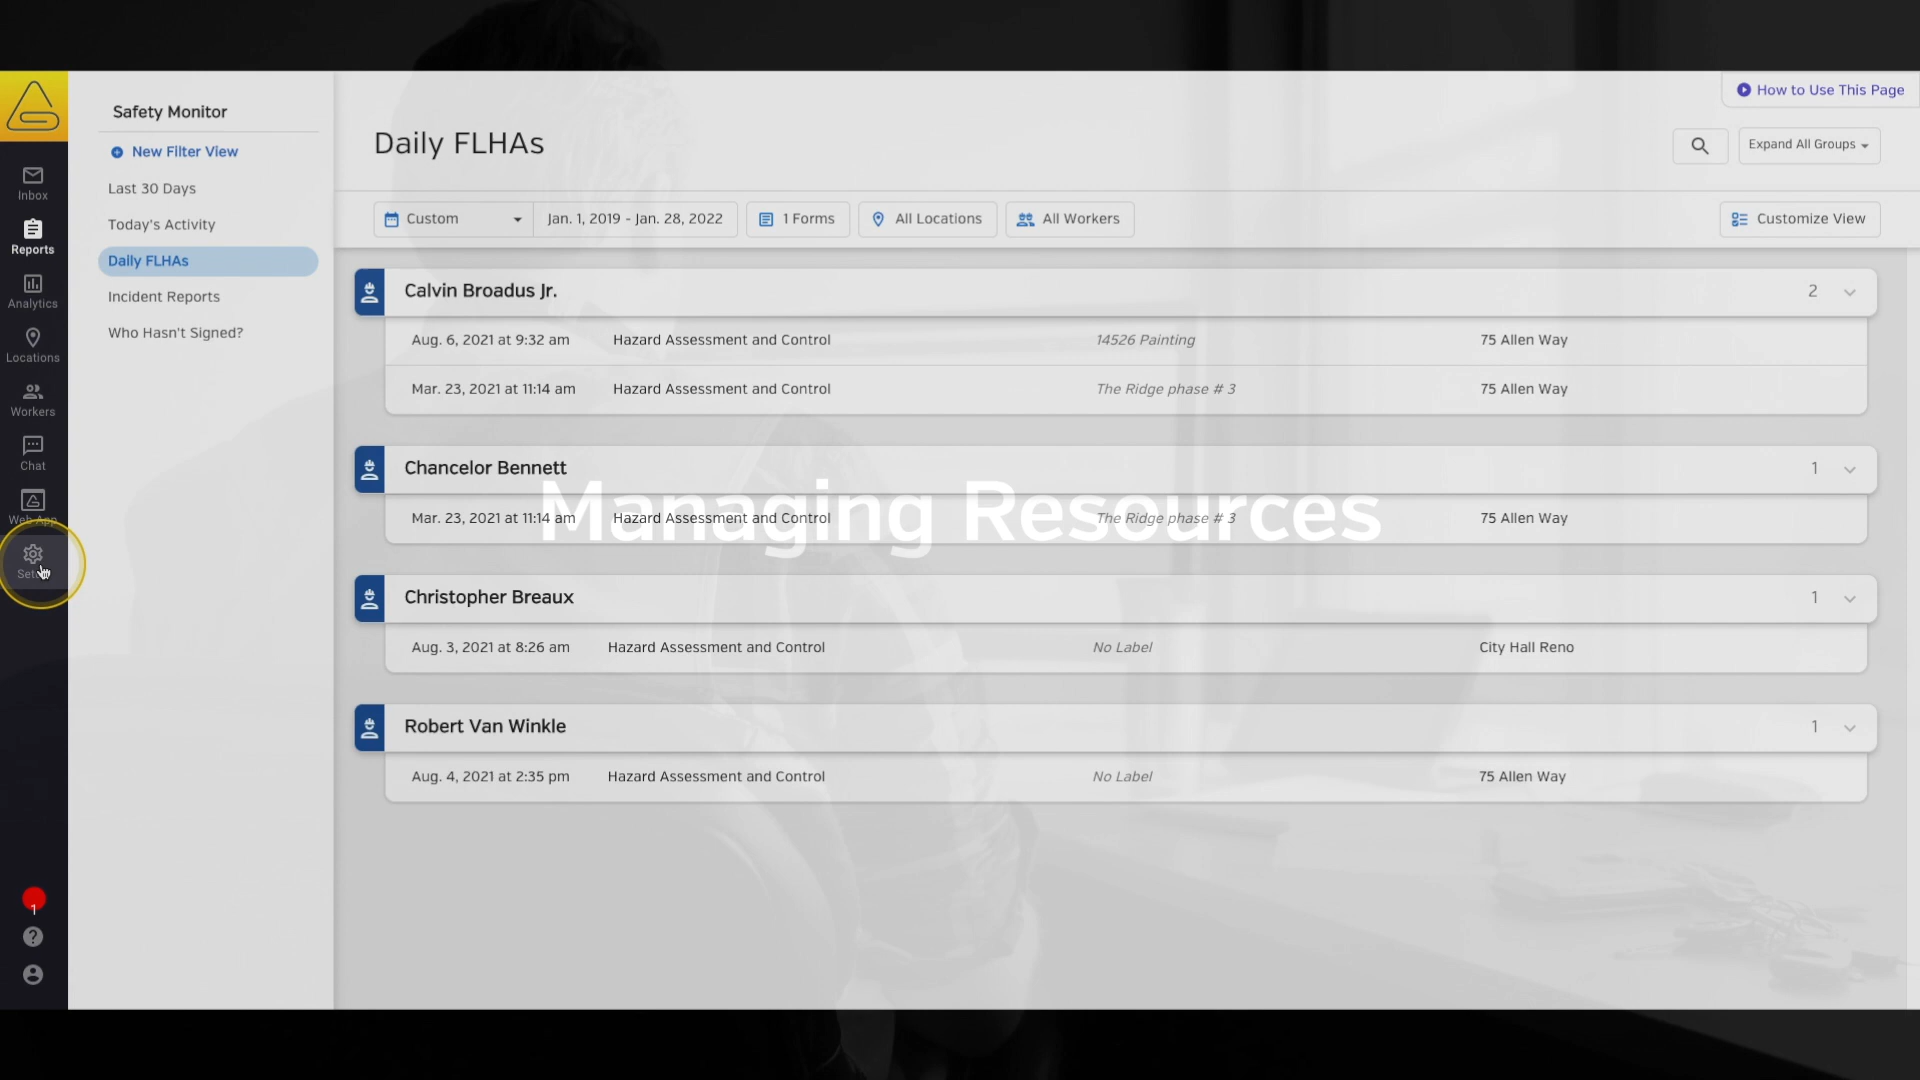 How to Use This Page
Safety Monitor
Daily FLHAs
Expand All Groups
New Filter View
Inbox
Last 30 Days
Custom
Jan. 1, 2019 - Jan. 28, 2022
1 Forms
All Locations
All Workers
Customize View
Today's Activity
Reports
Daily FLHAs
Incident Reports
Analytics
Who Hasn't Signed?
Locations
Workers
Chat
Web App
Calvin Broadus Jr.
2
Aug. 6, 2021 at 9:32 am
Hazard Assessment and Control
14526 Painting
75 Allen Way
Mar. 23, 2021 at 11:14 am
Hazard Assessment and Control
The Ridge phase # 3
75 Allen Way
Chancelor Bennett
1
Mar. 23, 2021 at 11:14 am
Hazard Assessment and Control
The Ridge phase # 3
75 Allen Way
Managing Resources
Christopher Breaux
1
Aug. 3, 2021 at 8:26 am
Hazard Assessment and Control
No Label
City Hall Reno
Robert Van Winkle
1
Aug. 4, 2021 at 2:35 pm
Hazard Assessment and Control
No Label
75 Allen Way
1